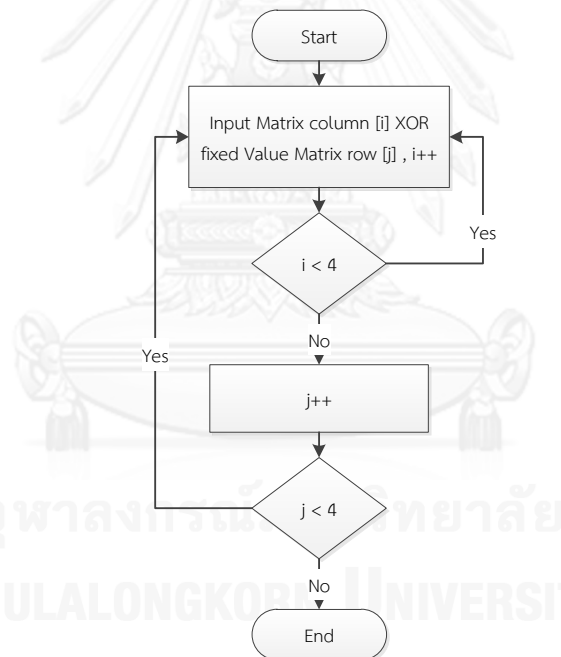 Start
Input Matrix column [i] XOR
fixed Value Matrix row [j] , i++
Yes
i < 4
No
Yes
j++
j < 4
No
End